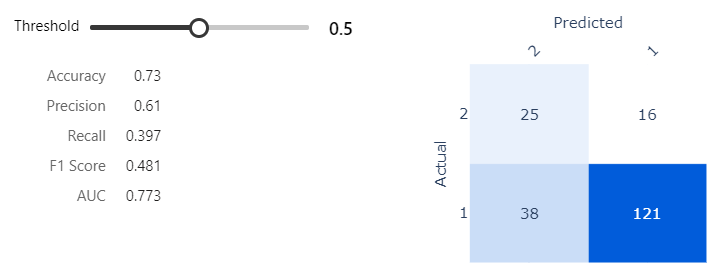 Threshold 0.5
Accuracy 0.73
Precision 0.61
Recall 0.397
F1 Score 0.481
AUC 0.773
Predicted
2 1
Actual
2 25 16
1 38 121